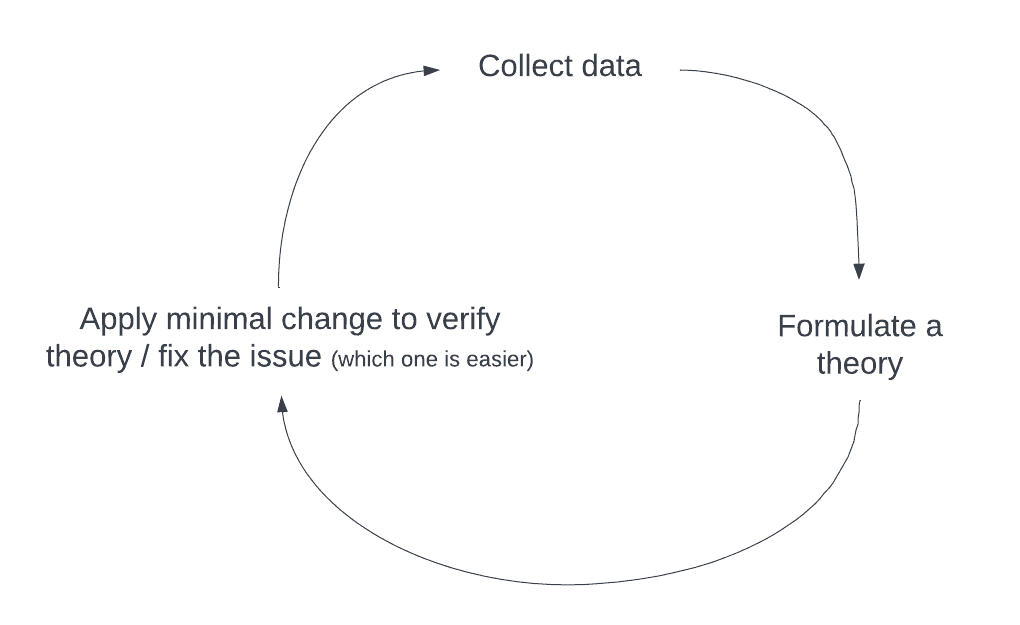 Collect data
Formulate a
theory
Apply minimal change to verify
theory / fix the issue (which one is easier)